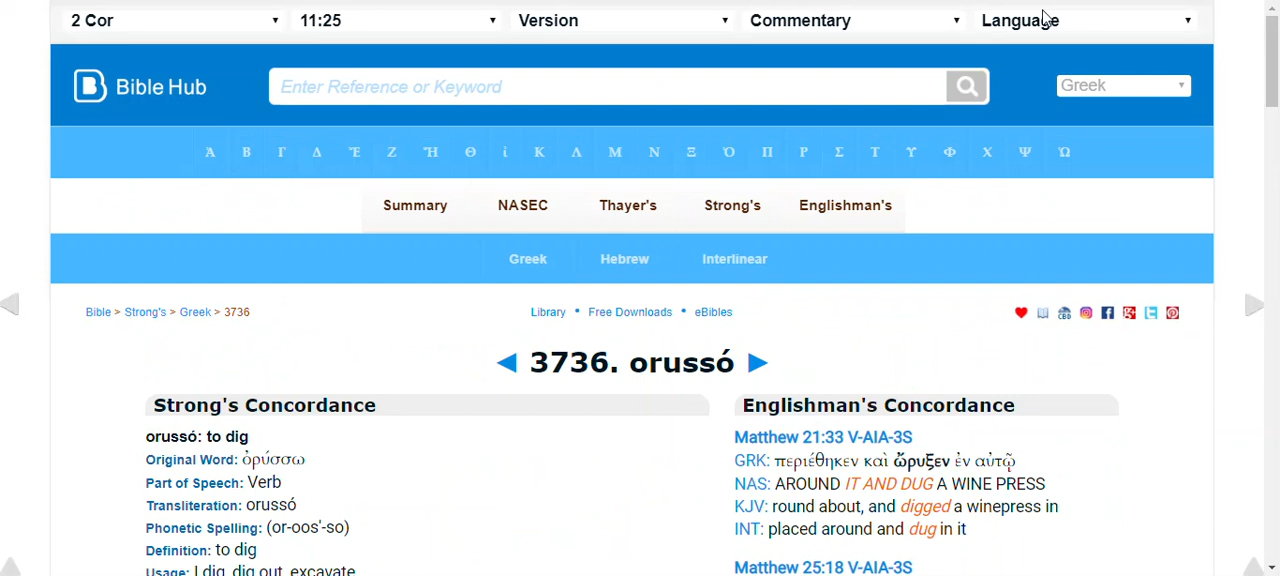 2 Cor 11:25 Version Commentary Language
Bible Hub Enter Reference or Keyword Greek
Ἀ Β Γ Δ Ἐ Ζ Ἡ Θ ἰ Κ Λ Μ Ν Ξ Ὀ Π Ρ Σ Τ Υ Φ Χ Ψ Ὠ
Summary NASEC Thayer's Strong's Englishman's
Greek Hebrew Interlinear
Bible > Strong's > Greek > 3736
Library • Free Downloads • eBibles
◄ 3736. orussó ►
Strong's Concordance
orussó: to dig
Original Word: ὀρύσσω
Part of Speech: Verb
Transliteration: orussó
Phonetic Spelling: (or-oos'-so)
Definition: to dig
Usage: I dig, dig out, excavate
Englishman's Concordance
Matthew 21:33 V-AIA-3S
GRK: περιέθηκεν καὶ ὤρυξεν ἐν αὐτῷ
NAS: AROUND IT AND DUG A WINE PRESS
KJV: round about, and digged a winepress in
INT: placed around and dug in it
Matthew 25:18 V-AIA-3S